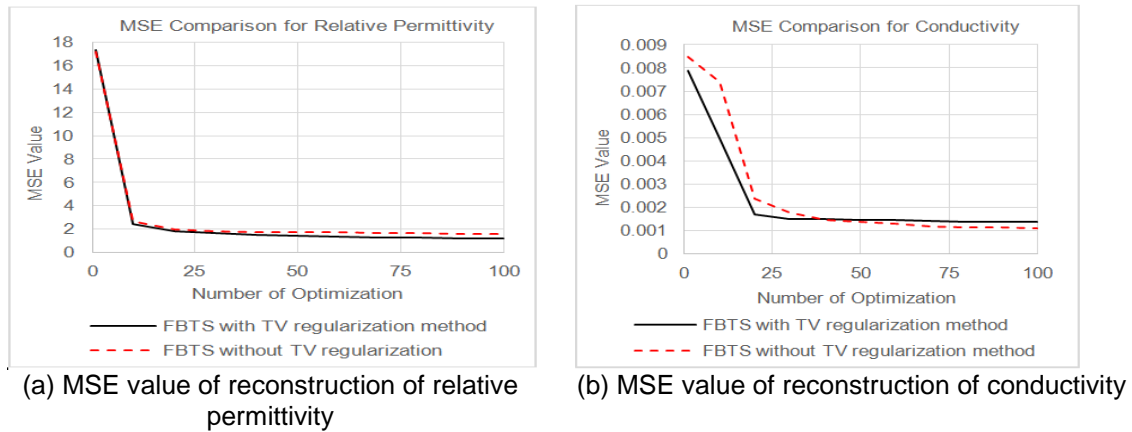 MSE Comparison for Relative Permittivity
18
16
14
12
10
8
6
4
2
0
MSE Value
0 25 50 75 100
Number of Optimization
FBTS with TV regularization method
FBTS without TV regularization
(a) MSE value of reconstruction of relative
permittivity
MSE Comparison for Conductivity
0.009
0.008
0.007
0.006
0.005
0.004
0.003
0.002
0.001
0
MSE Value
0 25 50 75 100
Number of Optimization
FBTS with TV regularization method
FBTS without TV regularization method
(b) MSE value of reconstruction of conductivity